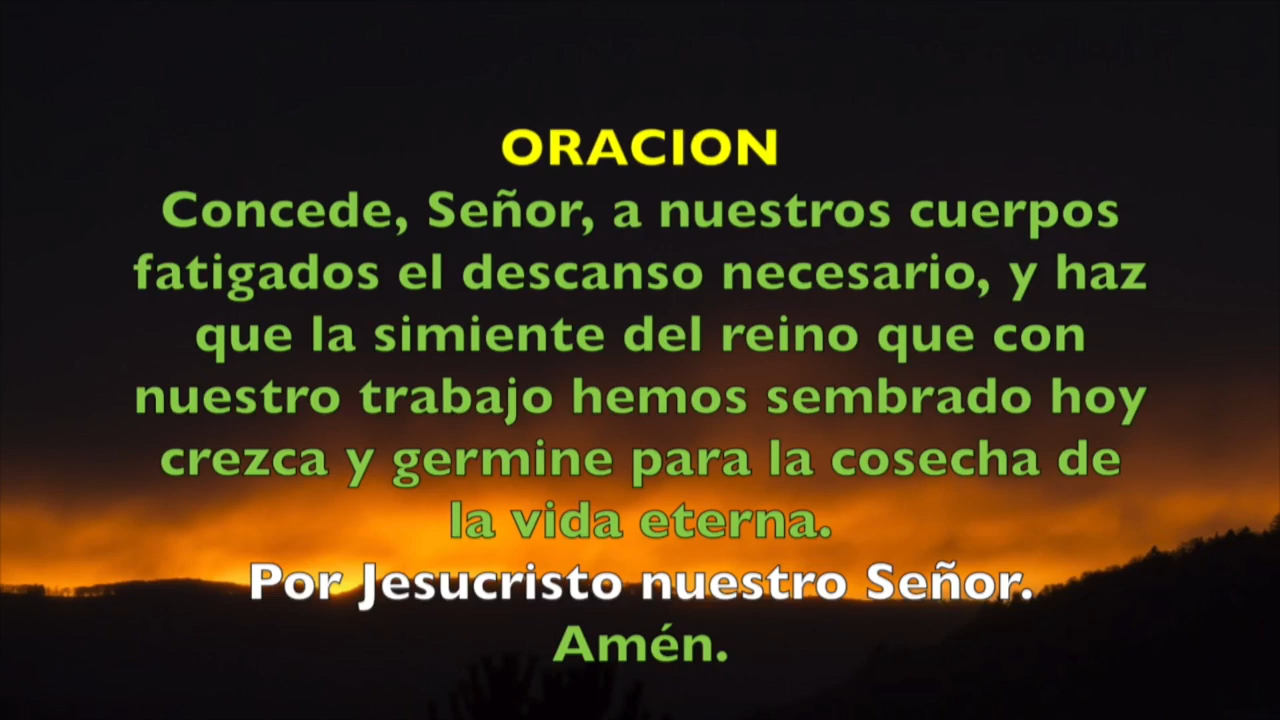 ORACION
Concede, Señor, a nuestros cuerpos
fatigados el descanso necesario, y haz
que la simiente del reino que con
nuestro trabajo hemos sembrado hoy
crezca y germine para la cosecha de
la vida eterna.
Por Jesucristo nuestro Señor.
Amén.